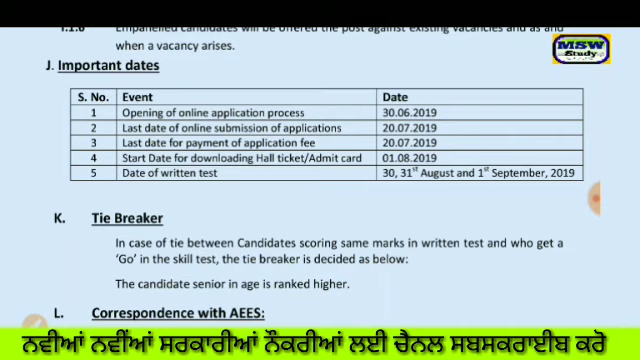 I.1.6 Empanelled candidates will be offered the post against existing vacancies and as and
when a vacancy arises.
MSW
Study
J. Important dates
S. No. Event Date
1 Opening of online application process 30.06.2019
2 Last date of online submission of applications 20.07.2019
3 Last date for payment of application fee 20.07.2019
4 Start Date for downloading Hall ticket/Admit card 01.08.2019
5 Date of written test 30, 31st August and 1st September, 2019
K. Tie Breaker
In case of tie between Candidates scoring same marks in written test and who get a
‘Go’ in the skill test, the tie breaker is decided as below:
The candidate senior in age is ranked higher.
L. Correspondence with AEES:
ਨਵੀਆਂ ਨਵੀਂਆਂ ਸਰਕਾਰੀਆਂ ਨੌਕਰੀਆਂ ਲਈ ਚੈਨਲ ਸਬਸਕਰਾਈਬ ਕਰੋ